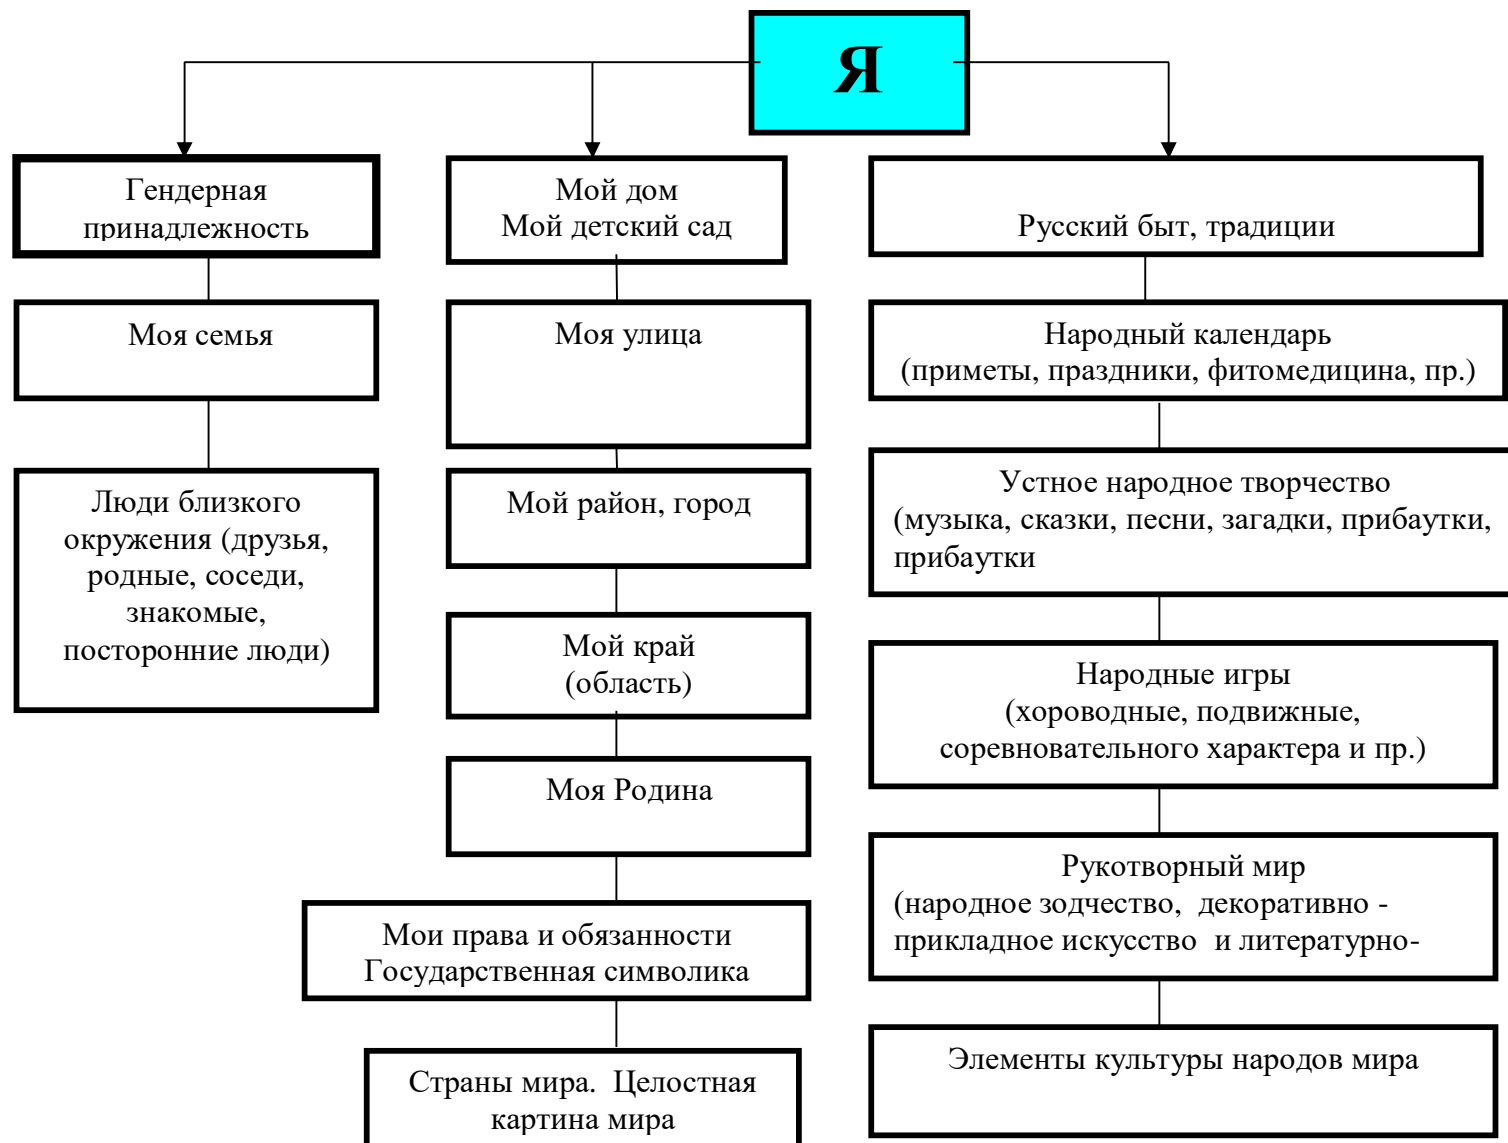 Я
Гендерная
принадлежность
Моя семья
Люди близкого
окружения (друзья,
родные, соседи,
знакомые,
посторонние люди)
Мой дом
Мой детский сад
Моя улица
Мой район, город
Мой край
(область)
Моя Родина
Мои права и обязанности
Государственная символика
Страны мира.  Целостная
картина мира
Русский быт, традиции
Народный календарь
(приметы, праздники, фитомедицина, пр.)
Устное народное творчество
(музыка, сказки, песни, загадки, прибаутки,
прибаутки
Народные игры
(хороводные, подвижные,
соревновательного характера и пр.)
Рукотворный мир
(народное зодчество,  декоративно -
прикладное искусство  и литературно-
Элементы культуры народов мира